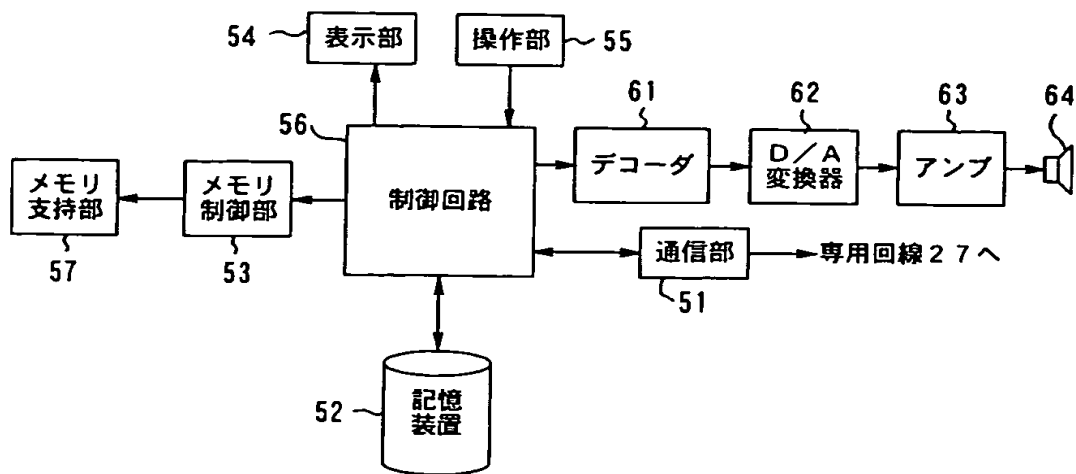 54
表示部
操作部
55
61
62
63
64
56
デコーダ
D/A
変換器
アンプ
メモリ
支持部
メモリ
制御部
制御回路
57
53
通信部
専用回線27へ
51
52
記憶
装置